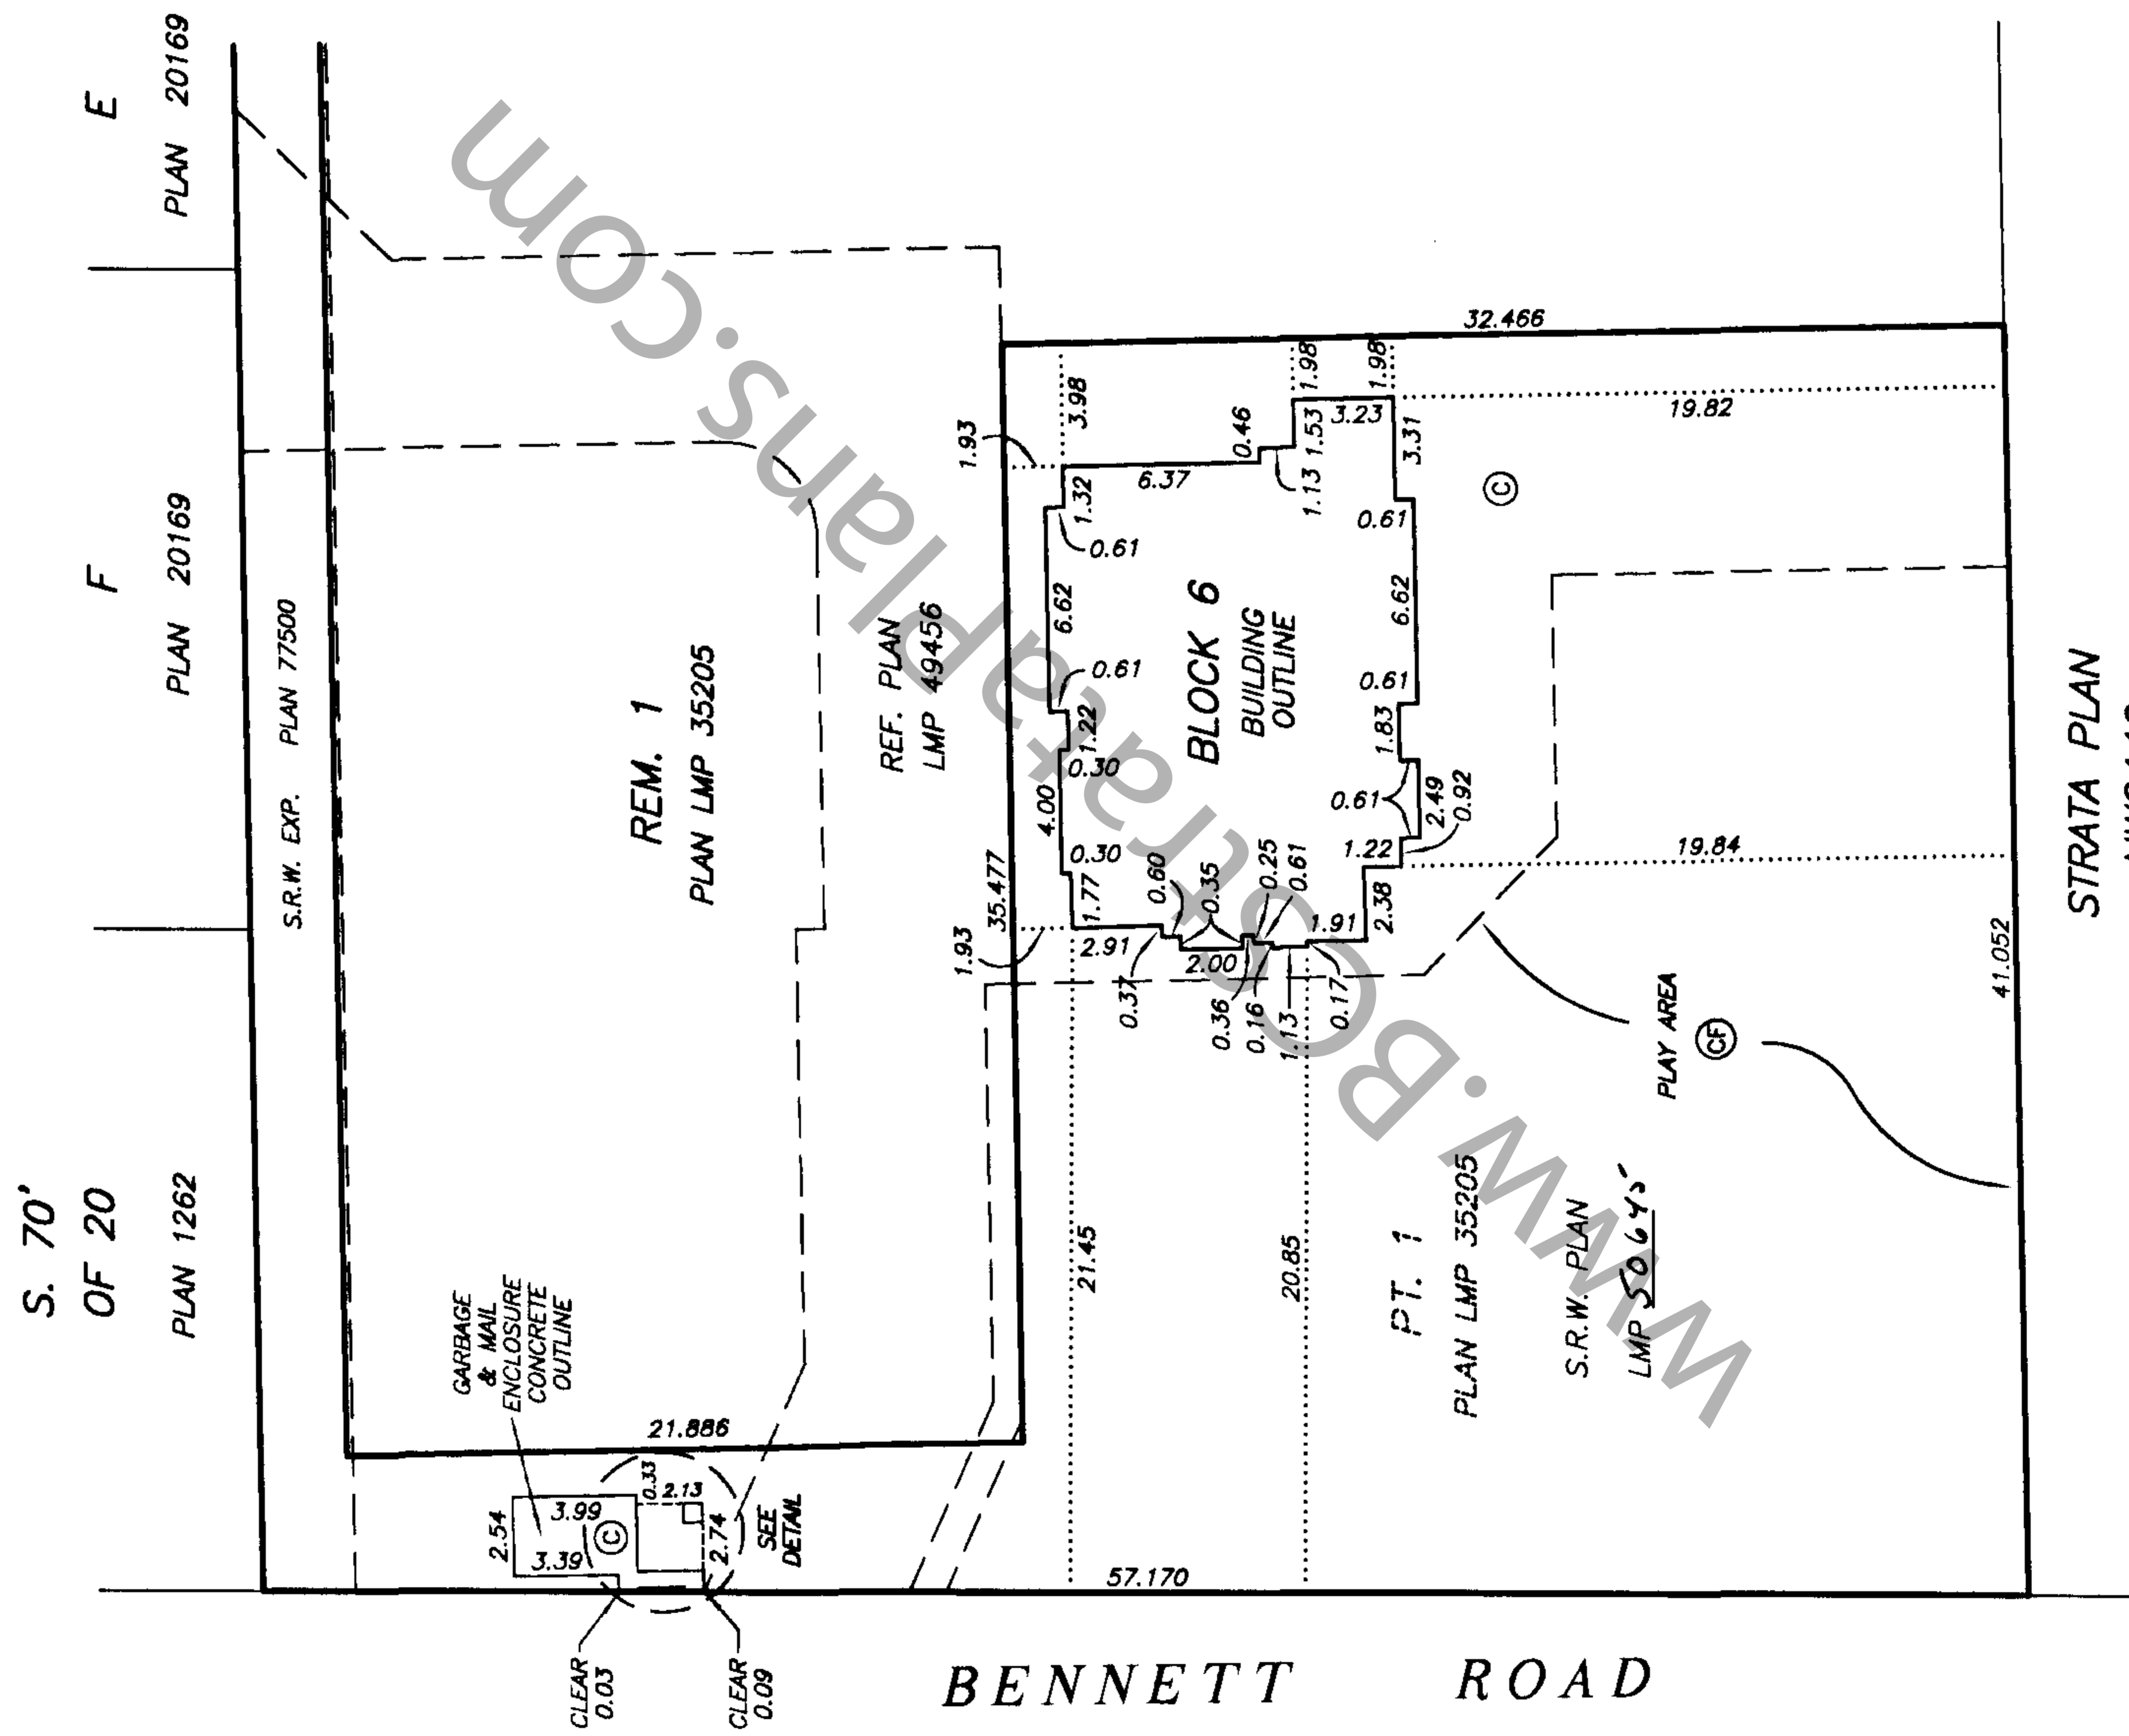 S. 70'
OF 20
PLAN 1262
F
PLAN 20169
E
PLAN 20169
S.R.W. EXP. PLAN 77500
REM. 1
PLAN LMP 35205
REF. PLAN
LMP 49456
GARBAGE
& MAIL
ENCLOSURE
CONCRETE
OUTLINE
21.886
2.54
3.99
3.39
C
0.33
2.13
2.74
SEE
DETAIL
CLEAR
0.03
CLEAR
0.09
57.170
35.477
32.466
41.052
1.93
3.98
1.98
1.98
19.82
1.93
1.32
6.37
0.46
1.13
1.53
3.23
3.31
0.61
0.61
6.62
6.62
0.61
0.61
1.22
1.83
0.30
4.00
0.30
1.77
0.61
2.49
0.92
1.22
2.38
19.84
BLOCK 6
BUILDING
OUTLINE
0.60
0.35
0.25
0.61
1.91
2.91
2.00
0.37
0.36
0.16
1.13
0.17
21.45
20.85
C
PLAY AREA
CF
PT. 1
PLAN LMP 35205
S.R.W. PLAN
LMP 50645
STRATA PLAN
BENNETT ROAD
www.BCStrataPlans.com